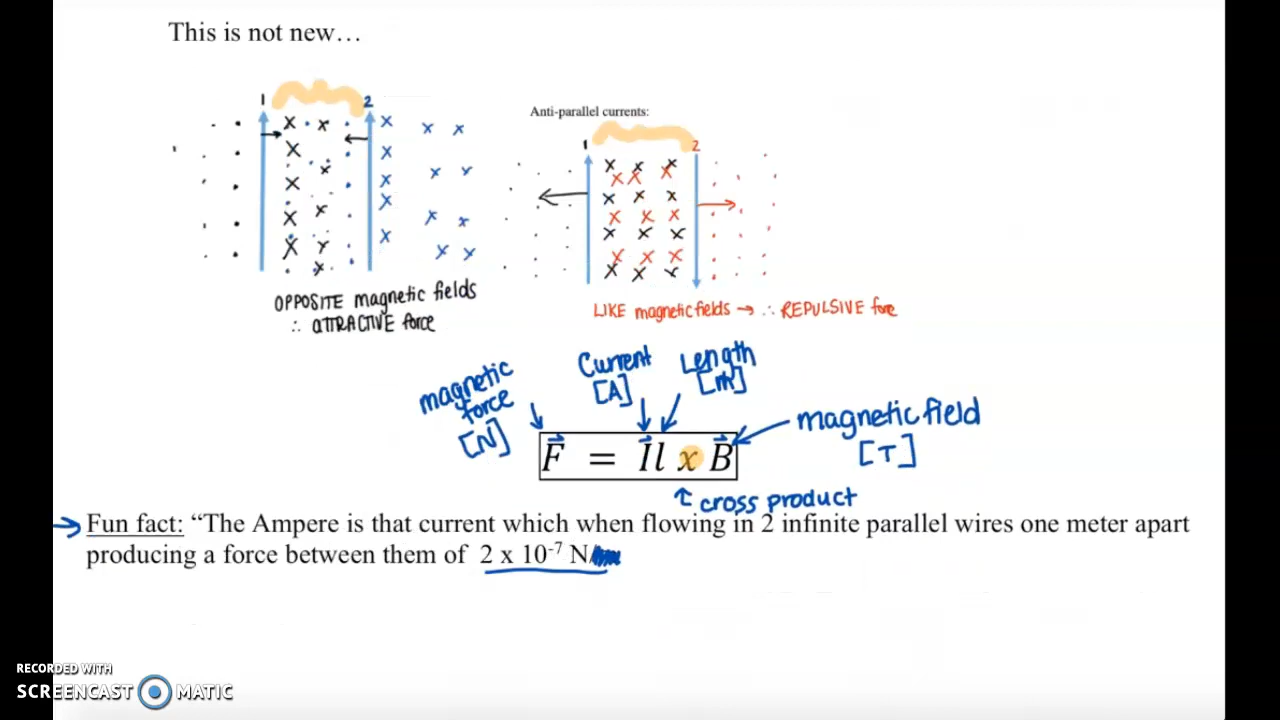 This is not new…
1
2
Anti-parallel currents:
1
2
OPPOSITE magnetic fields
∴ ATTRACTIVE force
LIKE magnetic fields → ∴ REPULSIVE force
magnetic
force
[N]
Current
[A]
Length
[m]
magnetic field
[T]
F = Il x B
↑ cross product
→ Fun fact: “The Ampere is that current which when flowing in 2 infinite parallel wires one meter apart
producing a force between them of 2 x 10⁻⁷ N
RECORDED WITH
SCREENCAST MATIC